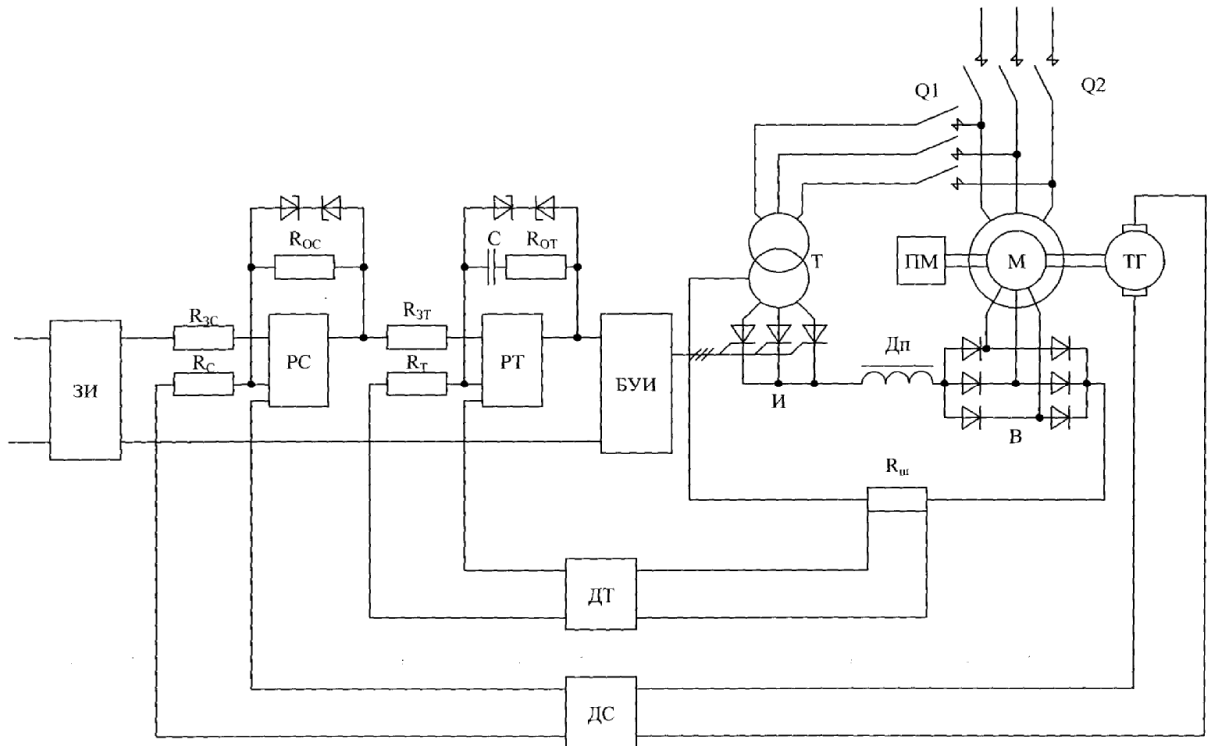 Q1
Q2
R_ОС
C
R_ОТ
Т
ПМ
М
ТГ
R_ЗС
R_ЗТ
R_С
РС
R_Т
РТ
Дп
ЗИ
БУИ
И
В
R_ш
ДТ
ДС